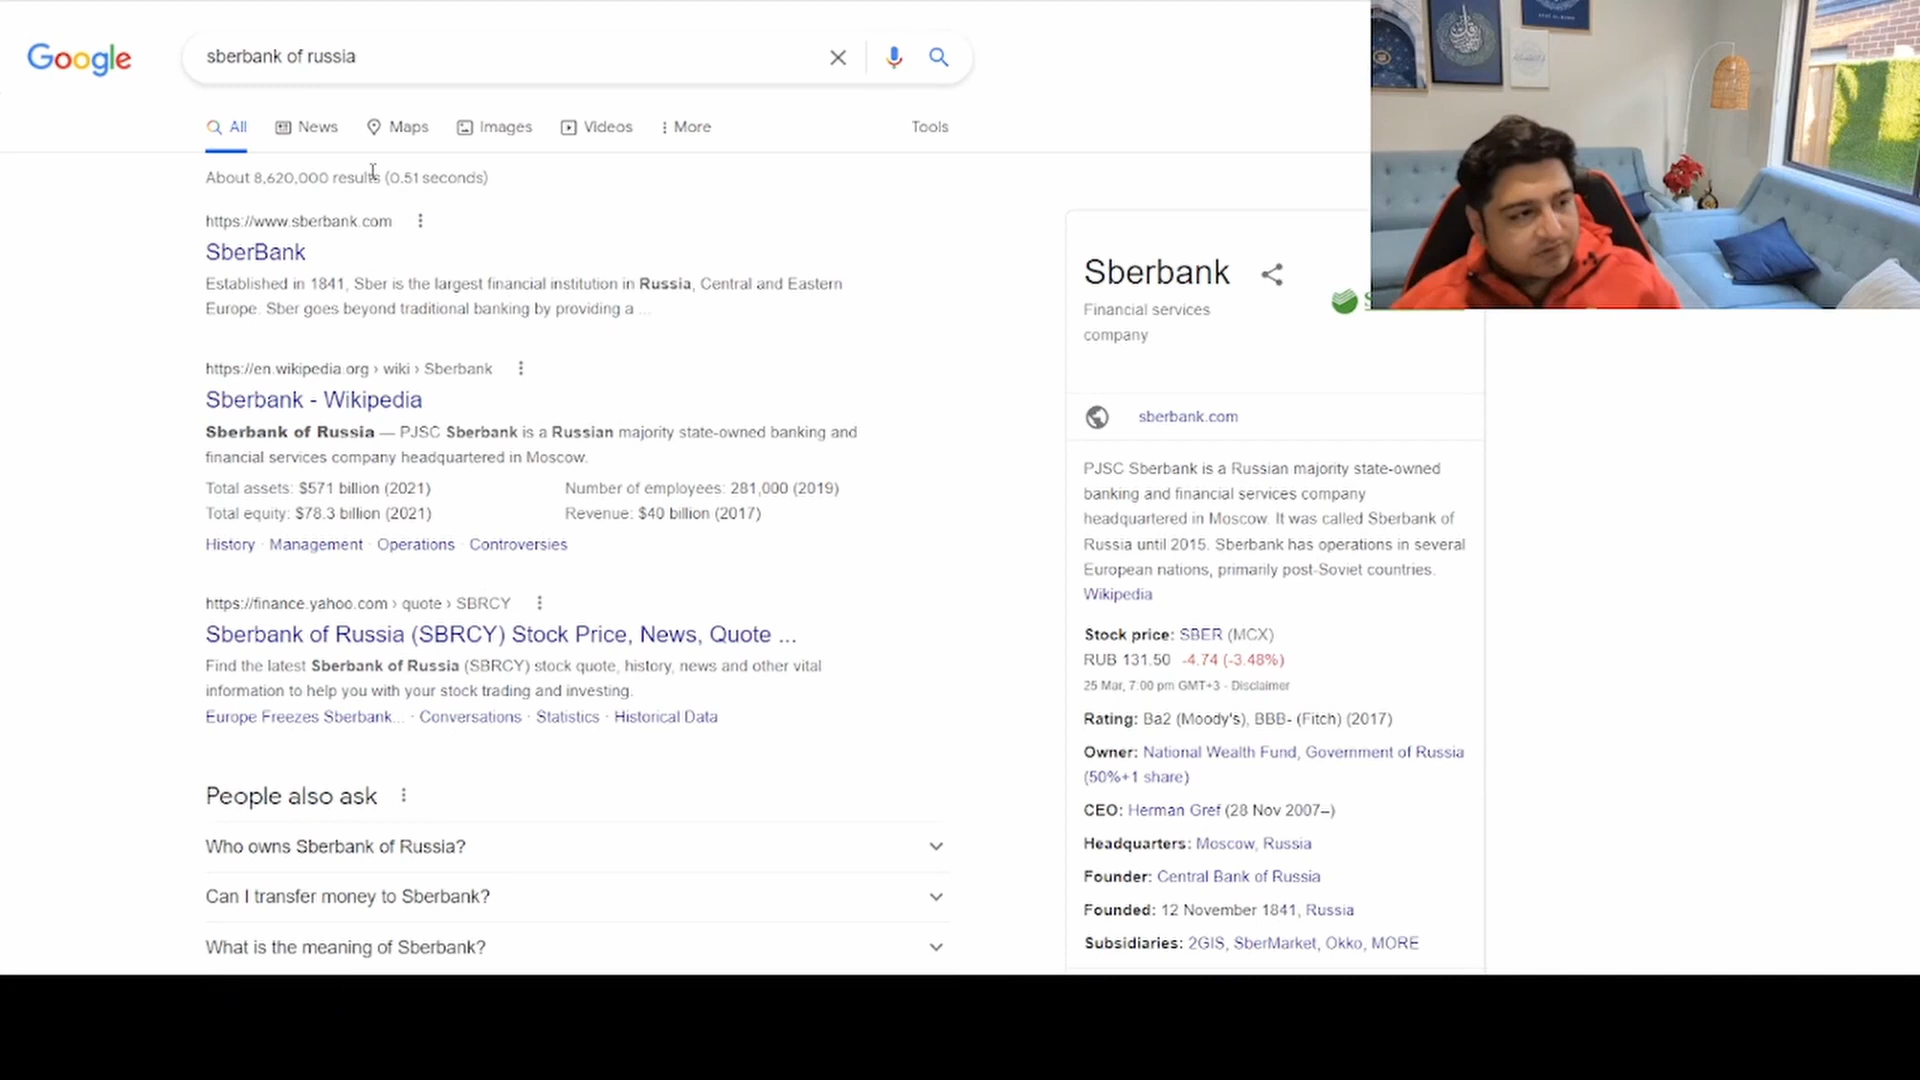 Google
sberbank of russia
All
News
Maps
Images
Videos
More
Tools
About 8,620,000 results (0.51 seconds)
https://www.sberbank.com
SberBank
Established in 1841, Sber is the largest financial institution in Russia, Central and Eastern
Europe. Sber goes beyond traditional banking by providing a ...
https://en.wikipedia.org › wiki › Sberbank
Sberbank - Wikipedia
Sberbank of Russia — PJSC Sberbank is a Russian majority state-owned banking and
financial services company headquartered in Moscow.
Total assets: $571 billion (2021)
Number of employees: 281,000 (2019)
Total equity: $78.3 billion (2021)
Revenue: $40 billion (2017)
History · Management · Operations · Controversies
https://finance.yahoo.com › quote › SBRCY
Sberbank of Russia (SBRCY) Stock Price, News, Quote ...
Find the latest Sberbank of Russia (SBRCY) stock quote, history, news and other vital
information to help you with your stock trading and investing.
Europe Freezes Sberbank... · Conversations · Statistics · Historical Data
People also ask
Who owns Sberbank of Russia?
Can I transfer money to Sberbank?
What is the meaning of Sberbank?
Sberbank
Financial services
company
sberbank.com
PJSC Sberbank is a Russian majority state-owned
banking and financial services company
headquartered in Moscow. It was called Sberbank of
Russia until 2015. Sberbank has operations in several
European nations, primarily post-Soviet countries.
Wikipedia
Stock price: SBER (MCX)
RUB 131.50 -4.74 (-3.48%)
25 Mar, 7:00 pm GMT+3 - Disclaimer
Rating: Ba2 (Moody's), BBB- (Fitch) (2017)
Owner: National Wealth Fund, Government of Russia
(50%+1 share)
CEO: Herman Gref (28 Nov 2007–)
Headquarters: Moscow, Russia
Founder: Central Bank of Russia
Founded: 12 November 1841, Russia
Subsidiaries: 2GIS, SberMarket, Okko, MORE